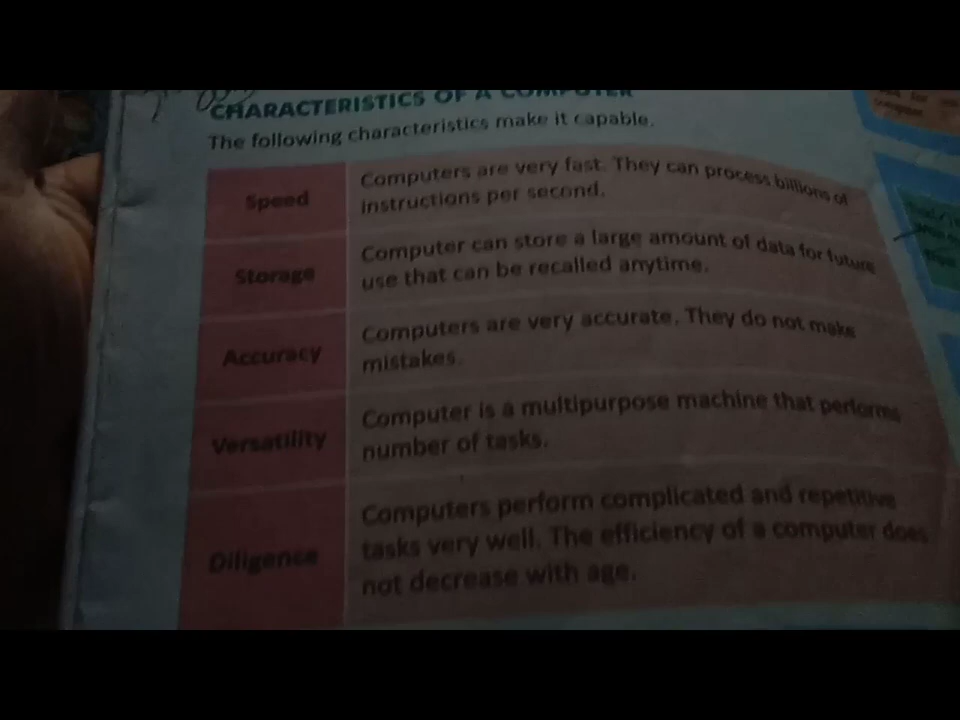 CHARACTERISTICS OF A COMPUTER
The following characteristics make it capable.
Speed
Computers are very fast. They can process billions of
instructions per second.
Storage
Computer can store a large amount of data for future
use that can be recalled anytime.
Accuracy
Computers are very accurate. They do not make
mistakes.
Versatility
Computer is a multipurpose machine that performs
number of tasks.
Diligence
Computers perform complicated and repetitive
tasks very well. The efficiency of a computer does
not decrease with age.